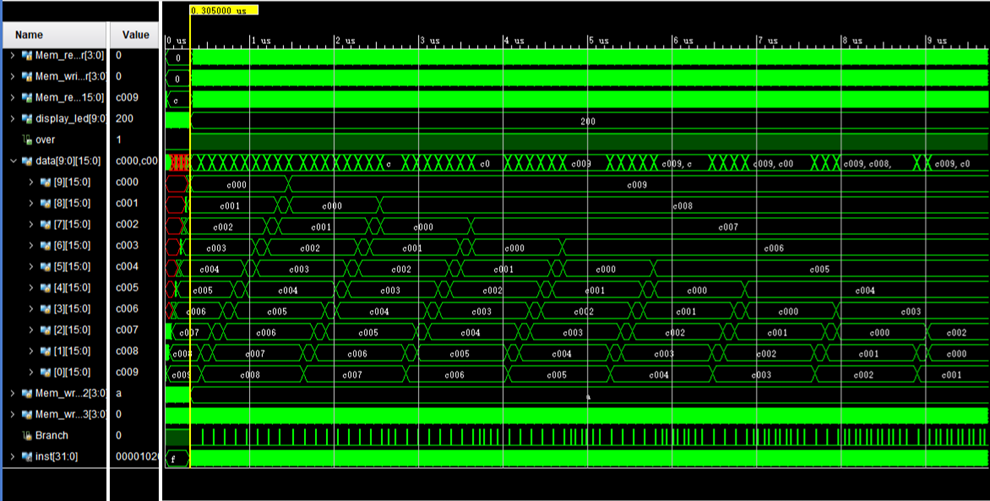 0.305000 us
Name Value
0 us 1 us 2 us 3 us 4 us 5 us 6 us 7 us 8 us 9 us
Mem_re...r[3:0] 0 0
Mem_wri...r[3:0 0 0
Mem_re...15:0] c009 c
display_led[9:0 200 200
over 1
data[9:0][15:0] c000,c00 c c0 c009 c009, c c009, c00 c009, c008, c009, c0
[9][15:0] c000 c000 c009
[8][15:0] c001 c001 c000 c008
[7][15:0] c002 c002 c001 c000 c007
[6][15:0] c003 c003 c002 c001 c000 c006
[5][15:0] c004 c004 c003 c002 c001 c000 c005
[4][15:0] c005 c005 c004 c003 c002 c001 c000 c004
[3][15:0] c006 c006 c005 c004 c003 c002 c001 c000 c003
[2][15:0] c007 c007 c006 c005 c004 c003 c002 c001 c000 c002
[1][15:0] c008 c008 c007 c006 c005 c004 c003 c002 c001 c000
[0][15:0] c009 c009 c008 c007 c006 c005 c004 c003 c002 c001
Mem_wr...2[3:0 a a
Mem_wr...3[3:0 0
Branch 0
inst[31:0] 0000102 f